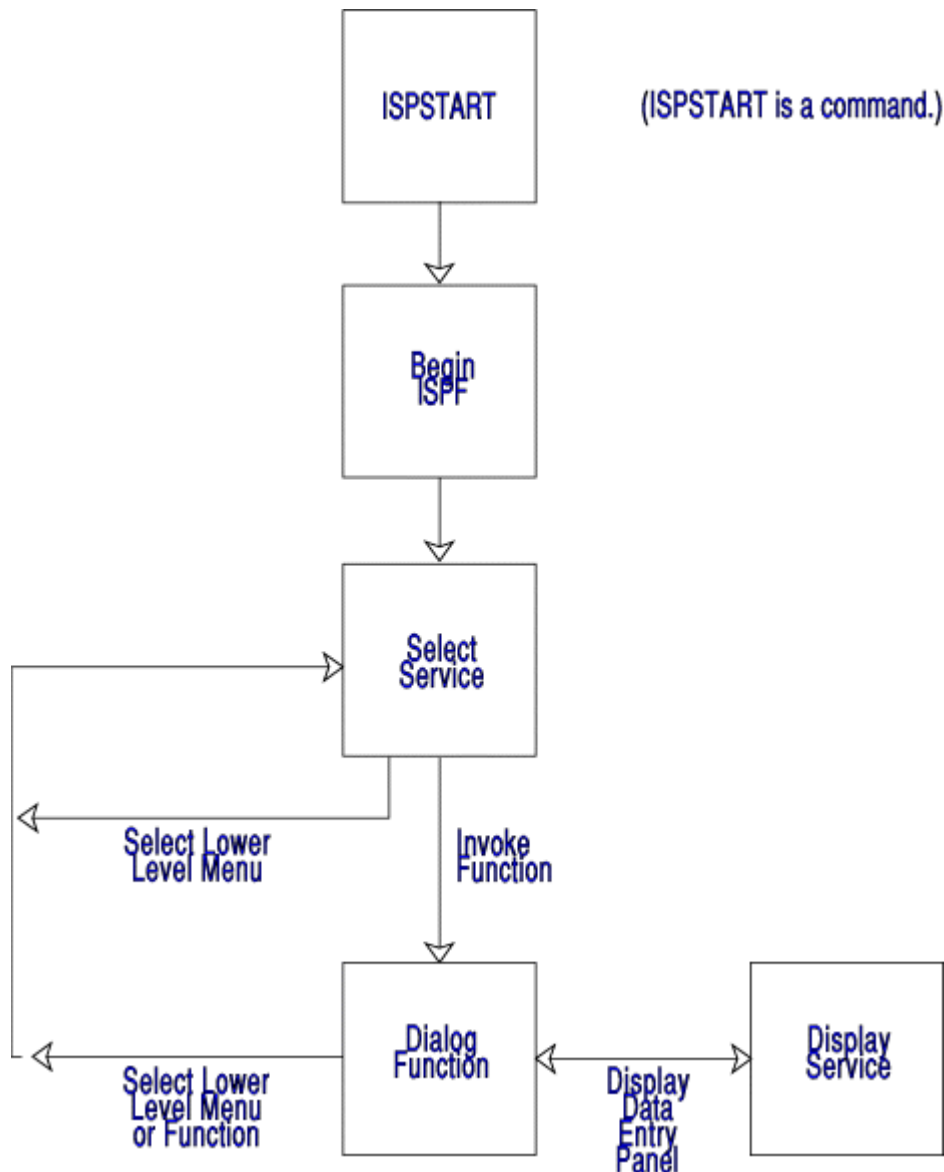 ISPSTART
(ISPSTART is a command.)
Begin
ISPF
Select
Service
Select Lower
Level Menu
Invoke
Function
Dialog
Function
Display
Service
Select Lower
Level Menu
or Function
Display
Data
Entry
Panel